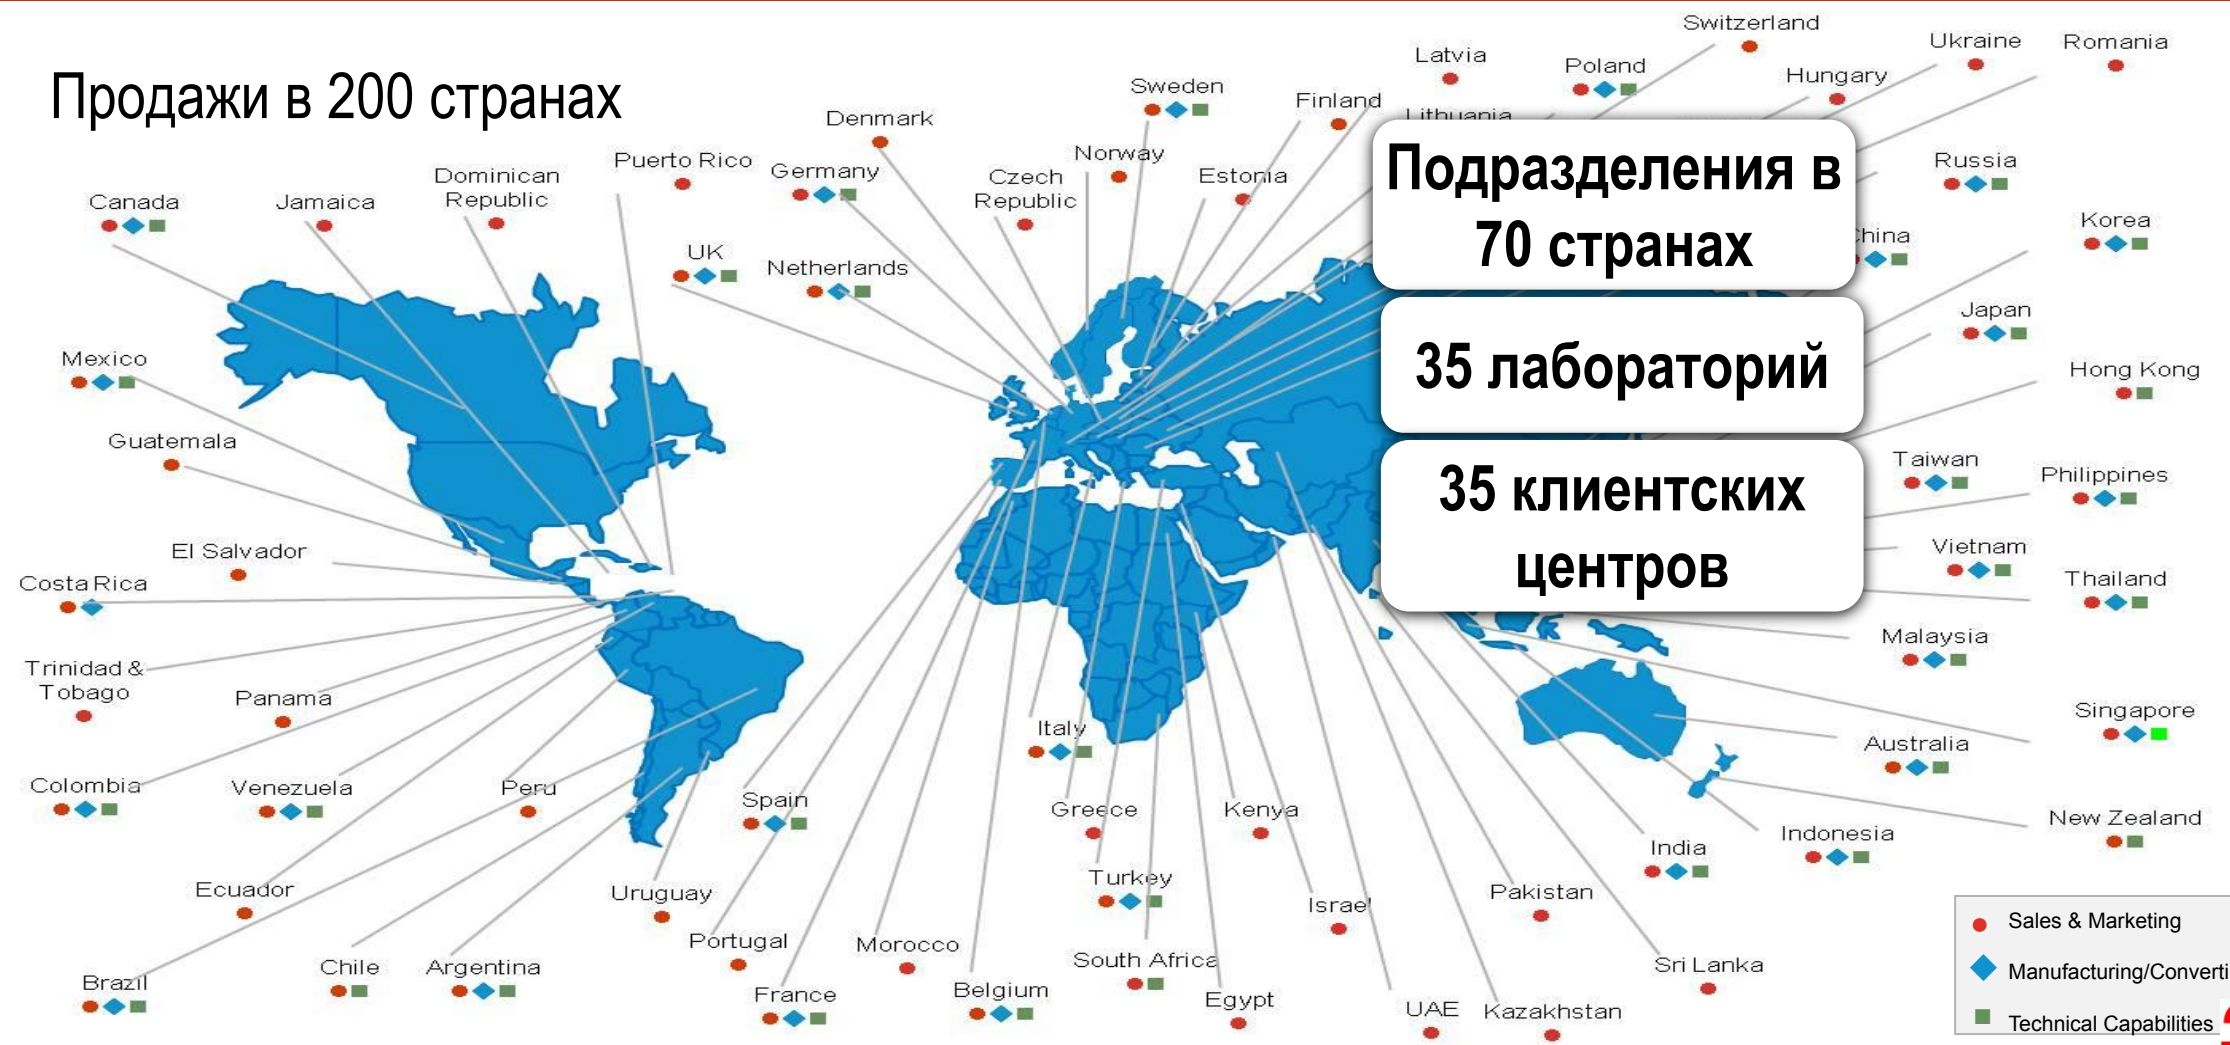 Продажи в 200 странах
Switzerland
Ukraine
Romania
Latvia
Poland
Hungary
Sweden
Finland
Lithuania
Denmark
Norway
Puerto Rico
Germany
Czech
Republic
Estonia
Russia
Dominican
Republic
Canada
Jamaica
UK
Netherlands
Подразделения в
70 странах
China
Korea
Japan
Mexico
35 лабораторий
Hong Kong
Guatemala
Taiwan
Philippines
35 клиентских
центров
El Salvador
Vietnam
Costa Rica
Thailand
Malaysia
Trinidad &
Tobago
Panama
Singapore
Italy
Australia
Colombia
Venezuela
Peru
Spain
Greece
Kenya
New Zealand
Indonesia
India
Ecuador
Uruguay
Turkey
Israel
Pakistan
Sales & Marketing
Portugal
Morocco
South Africa
Sri Lanka
Manufacturing/Converti
Brazil
Chile
Argentina
France
Belgium
Egypt
UAE
Kazakhstan
Technical Capabilities